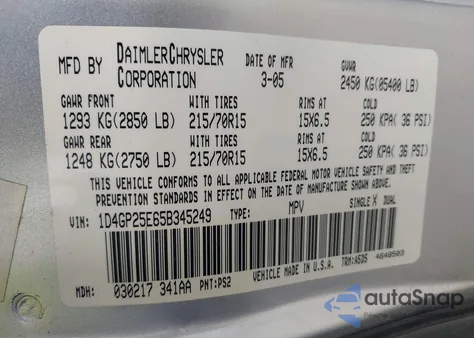 MFD BY DAIMLERCHRYSLER CORPORATION DATE OF MFR 3-05 GVWR 2450 KG(05400 LB)
GAWR FRONT WITH TIRES RIMS AT COLD
1293 KG(2850 LB) 215/70R15 15X6.5 250 KPA( 36 PSI)
GAWR REAR WITH TIRES RIMS AT COLD
1248 KG(2750 LB) 215/70R15 15X6.5 250 KPA( 36 PSI)
THIS VEHICLE CONFORMS TO ALL APPLICABLE FEDERAL MOTOR VEHICLE SAFETY AND
STANDARDS IN EFFECT ON THE DATE OF MANUFACTURE SHOWN ABOVE.
VIN: 1D4GP25E65B345249 TYPE: MPV SINGLE X DUAL
VEHICLE MADE IN U.S.A. TRM:A5DS 4848503
MDH: 030217 341AA PNT:PS2
autoSnap